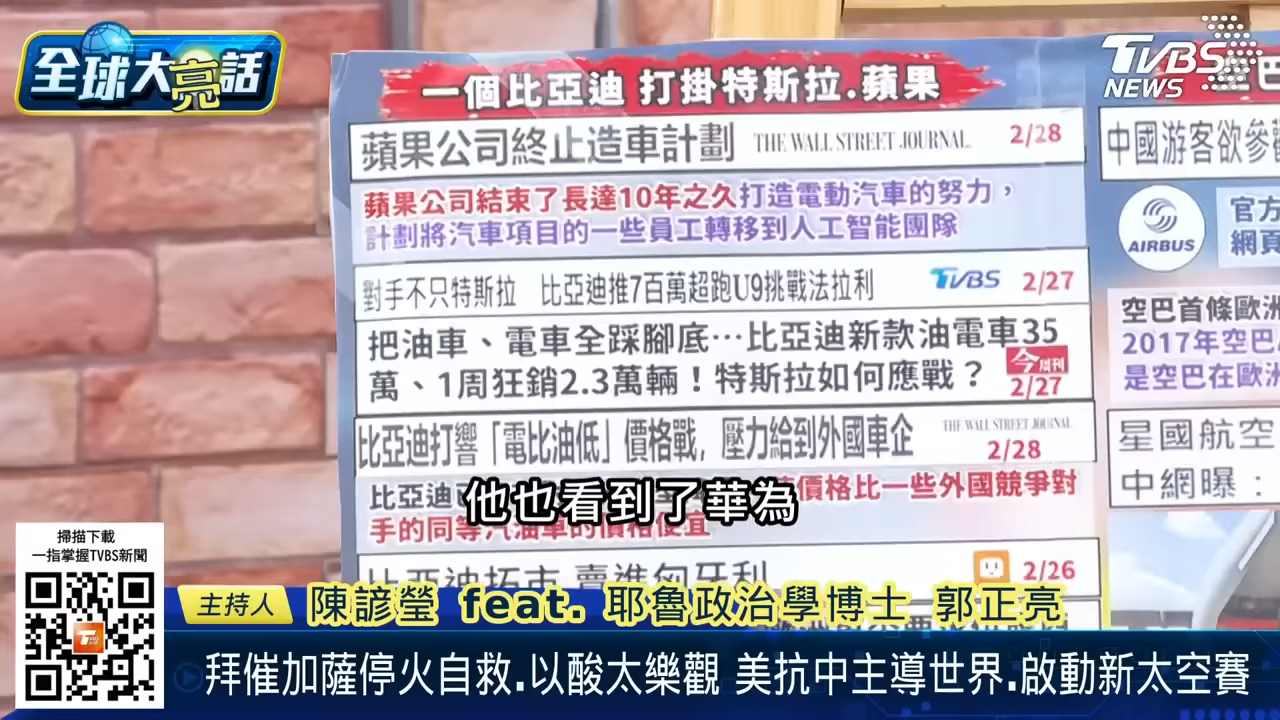 全球大亮話
TVBS
NEWS
一個比亞迪 打掛特斯拉.蘋果
蘋果公司終止造車計劃 THE WALL STREET JOURNAL. 2/28
蘋果公司結束了長達10年之久打造電動汽車的努力，
計劃將汽車項目的一些員工轉移到人工智能團隊
對手不只特斯拉 比亞迪推7百萬超跑U9挑戰法拉利 TVBS 2/27
把油車、電車全踩腳底…比亞迪新款油電車35
萬、1周狂銷2.3萬輛！特斯拉如何應戰？ 今周刊
2/27
比亞迪打響「電比油低」價格戰，壓力給到外國車企 THE WALL STREET JOURNAL
2/28
比亞迪
價格比一些外國競爭對
手的同等汽油車的價格便宜
比亞迪拓市 賣進匈牙利 2/26
中國游客欲參
AIRBUS
官方
網頁
空巴首條歐洲
2017年空巴
是空巴在歐洲
星國航空
中網曝：
他也看到了華為
掃描下載
一指掌握TVBS新聞
主持人 陳諺瑩 feat. 耶魯政治學博士 郭正亮
拜催加薩停火自救.以酸太樂觀 美抗中主導世界.啟動新太空賽